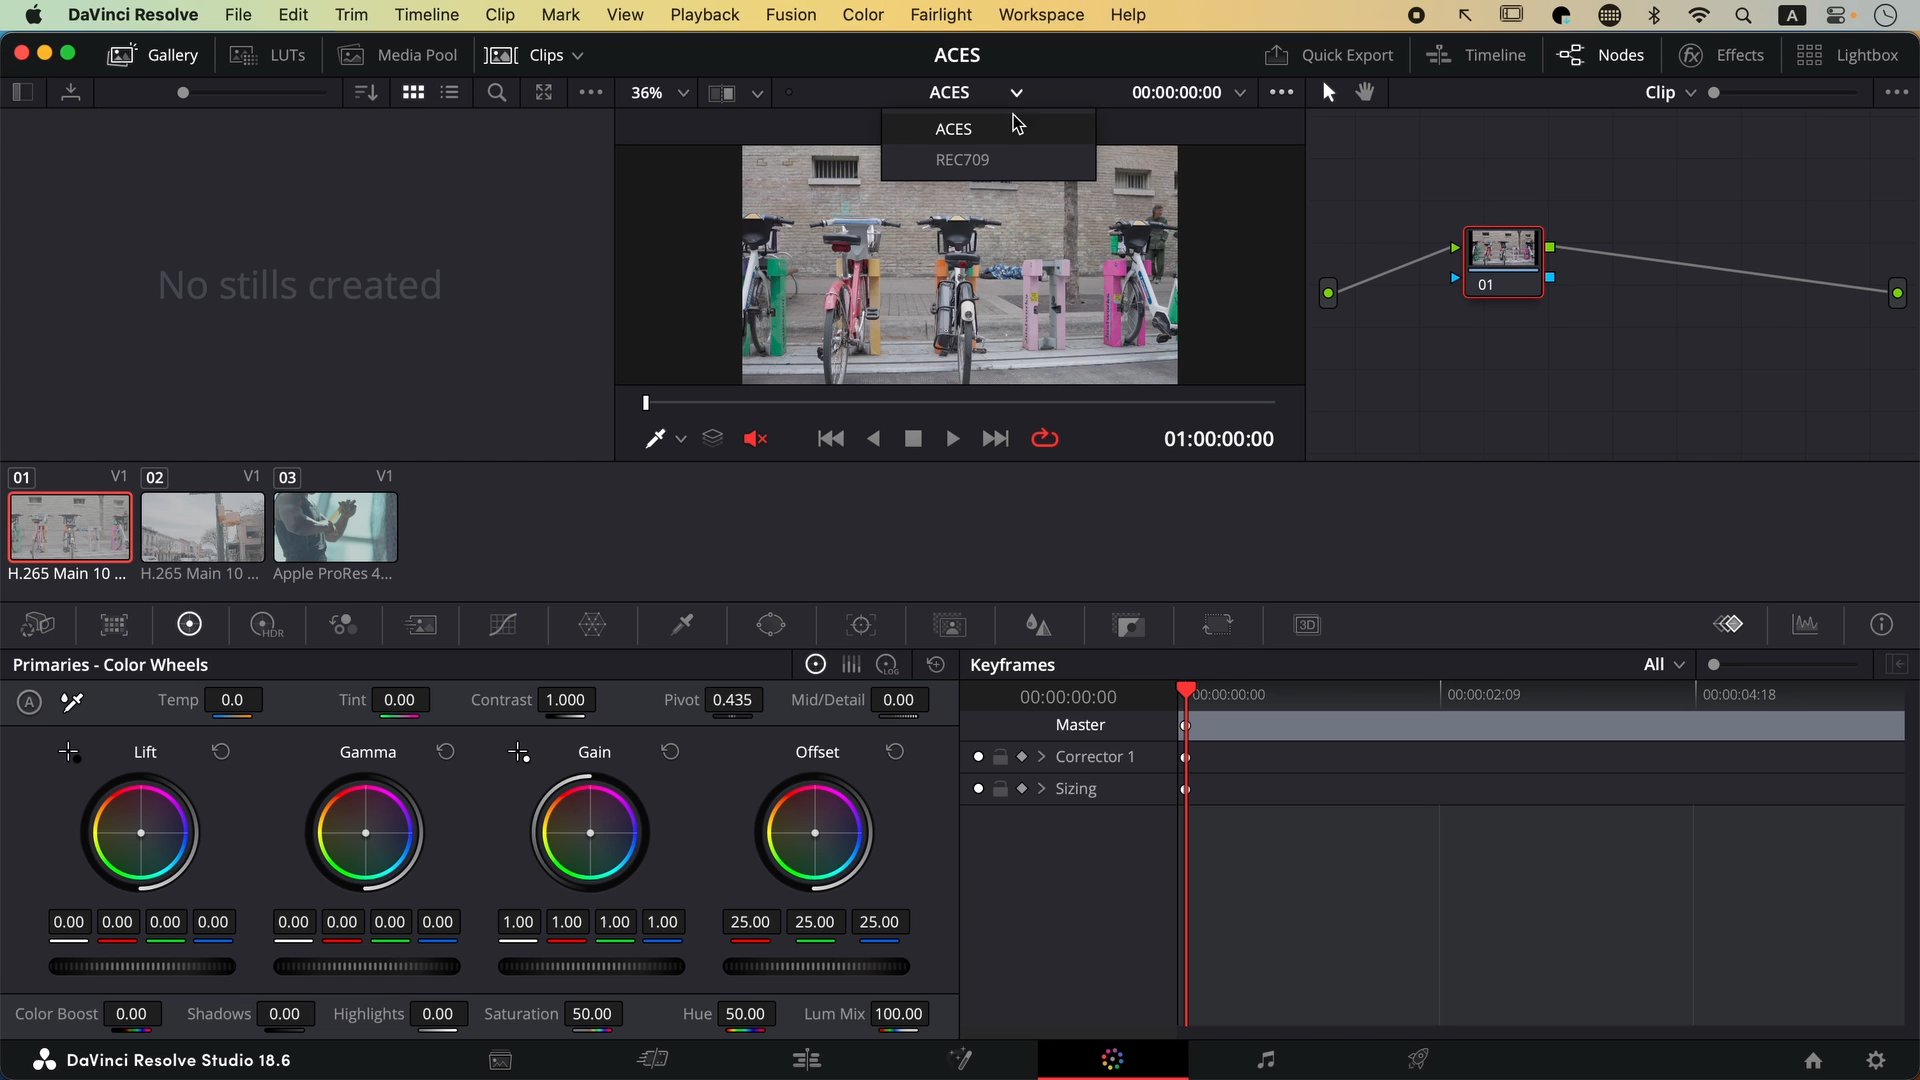 DaVinci Resolve File Edit Trim Timeline Clip Mark View Playback Fusion Color Fairlight Workspace Help A
Gallery LUTs Media Pool Clips ACES Quick Export Timeline Nodes Effects Lightbox
36% ACES 00:00:00:00 Clip
ACES
REC709
No stills created
01
01:00:00:00
01 V1 02 V1 03 V1
H.265 Main 10 ... H.265 Main 10 ... Apple ProRes 4...
HDR 3D
Primaries - Color Wheels LOG Keyframes All
A Temp 0.0 Tint 0.00 Contrast 1.000 Pivot 0.435 Mid/Detail 0.00 00:00:00:00 00:00:00:00 00:00:02:09 00:00:04:18
Master
Lift Gamma Gain Offset Corrector 1
Sizing
0.00 0.00 0.00 0.00 0.00 0.00 0.00 0.00 1.00 1.00 1.00 1.00 25.00 25.00 25.00
Color Boost 0.00 Shadows 0.00 Highlights 0.00 Saturation 50.00 Hue 50.00 Lum Mix 100.00
DaVinci Resolve Studio 18.6